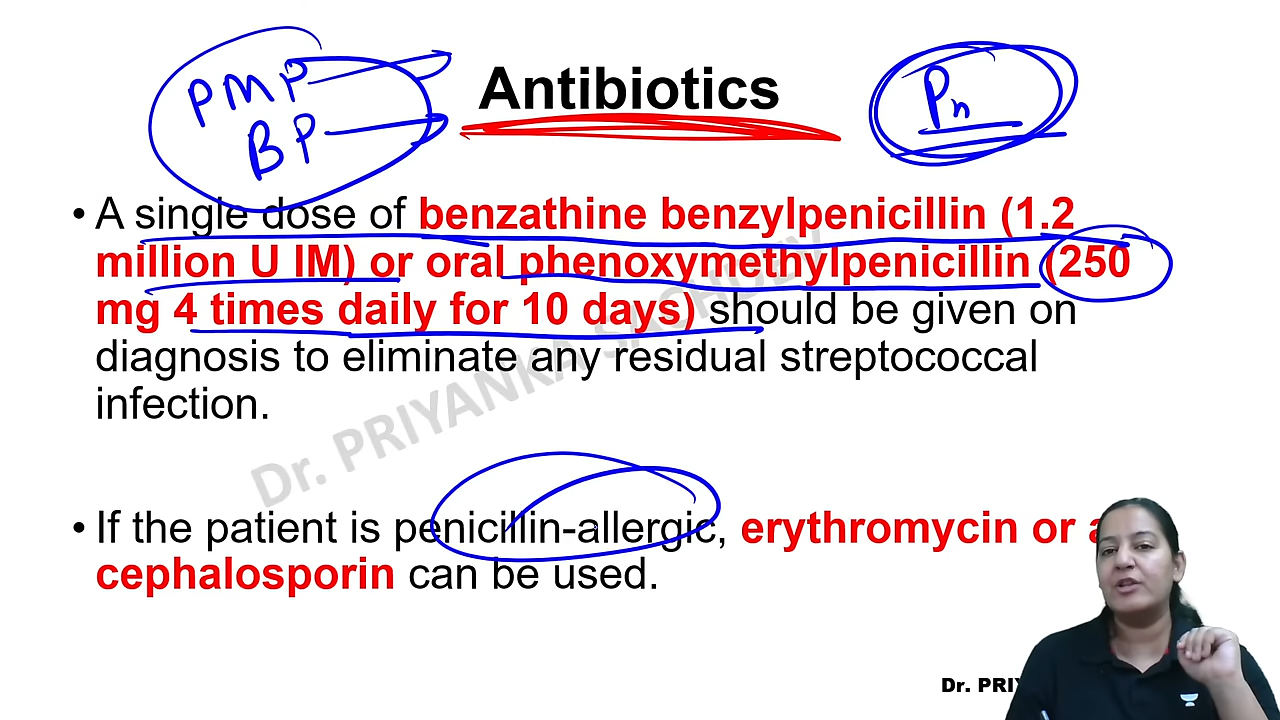 PMP
BP
Antibiotics
Pn
• A single dose of benzathine benzylpenicillin (1.2
million U IM) or oral phenoxymethylpenicillin (250
mg 4 times daily for 10 days) should be given on
diagnosis to eliminate any residual streptococcal
infection.
Dr. PRIYANKA SACHDEV
• If the patient is penicillin-allergic, erythromycin or a
cephalosporin can be used.
Dr. PRIY